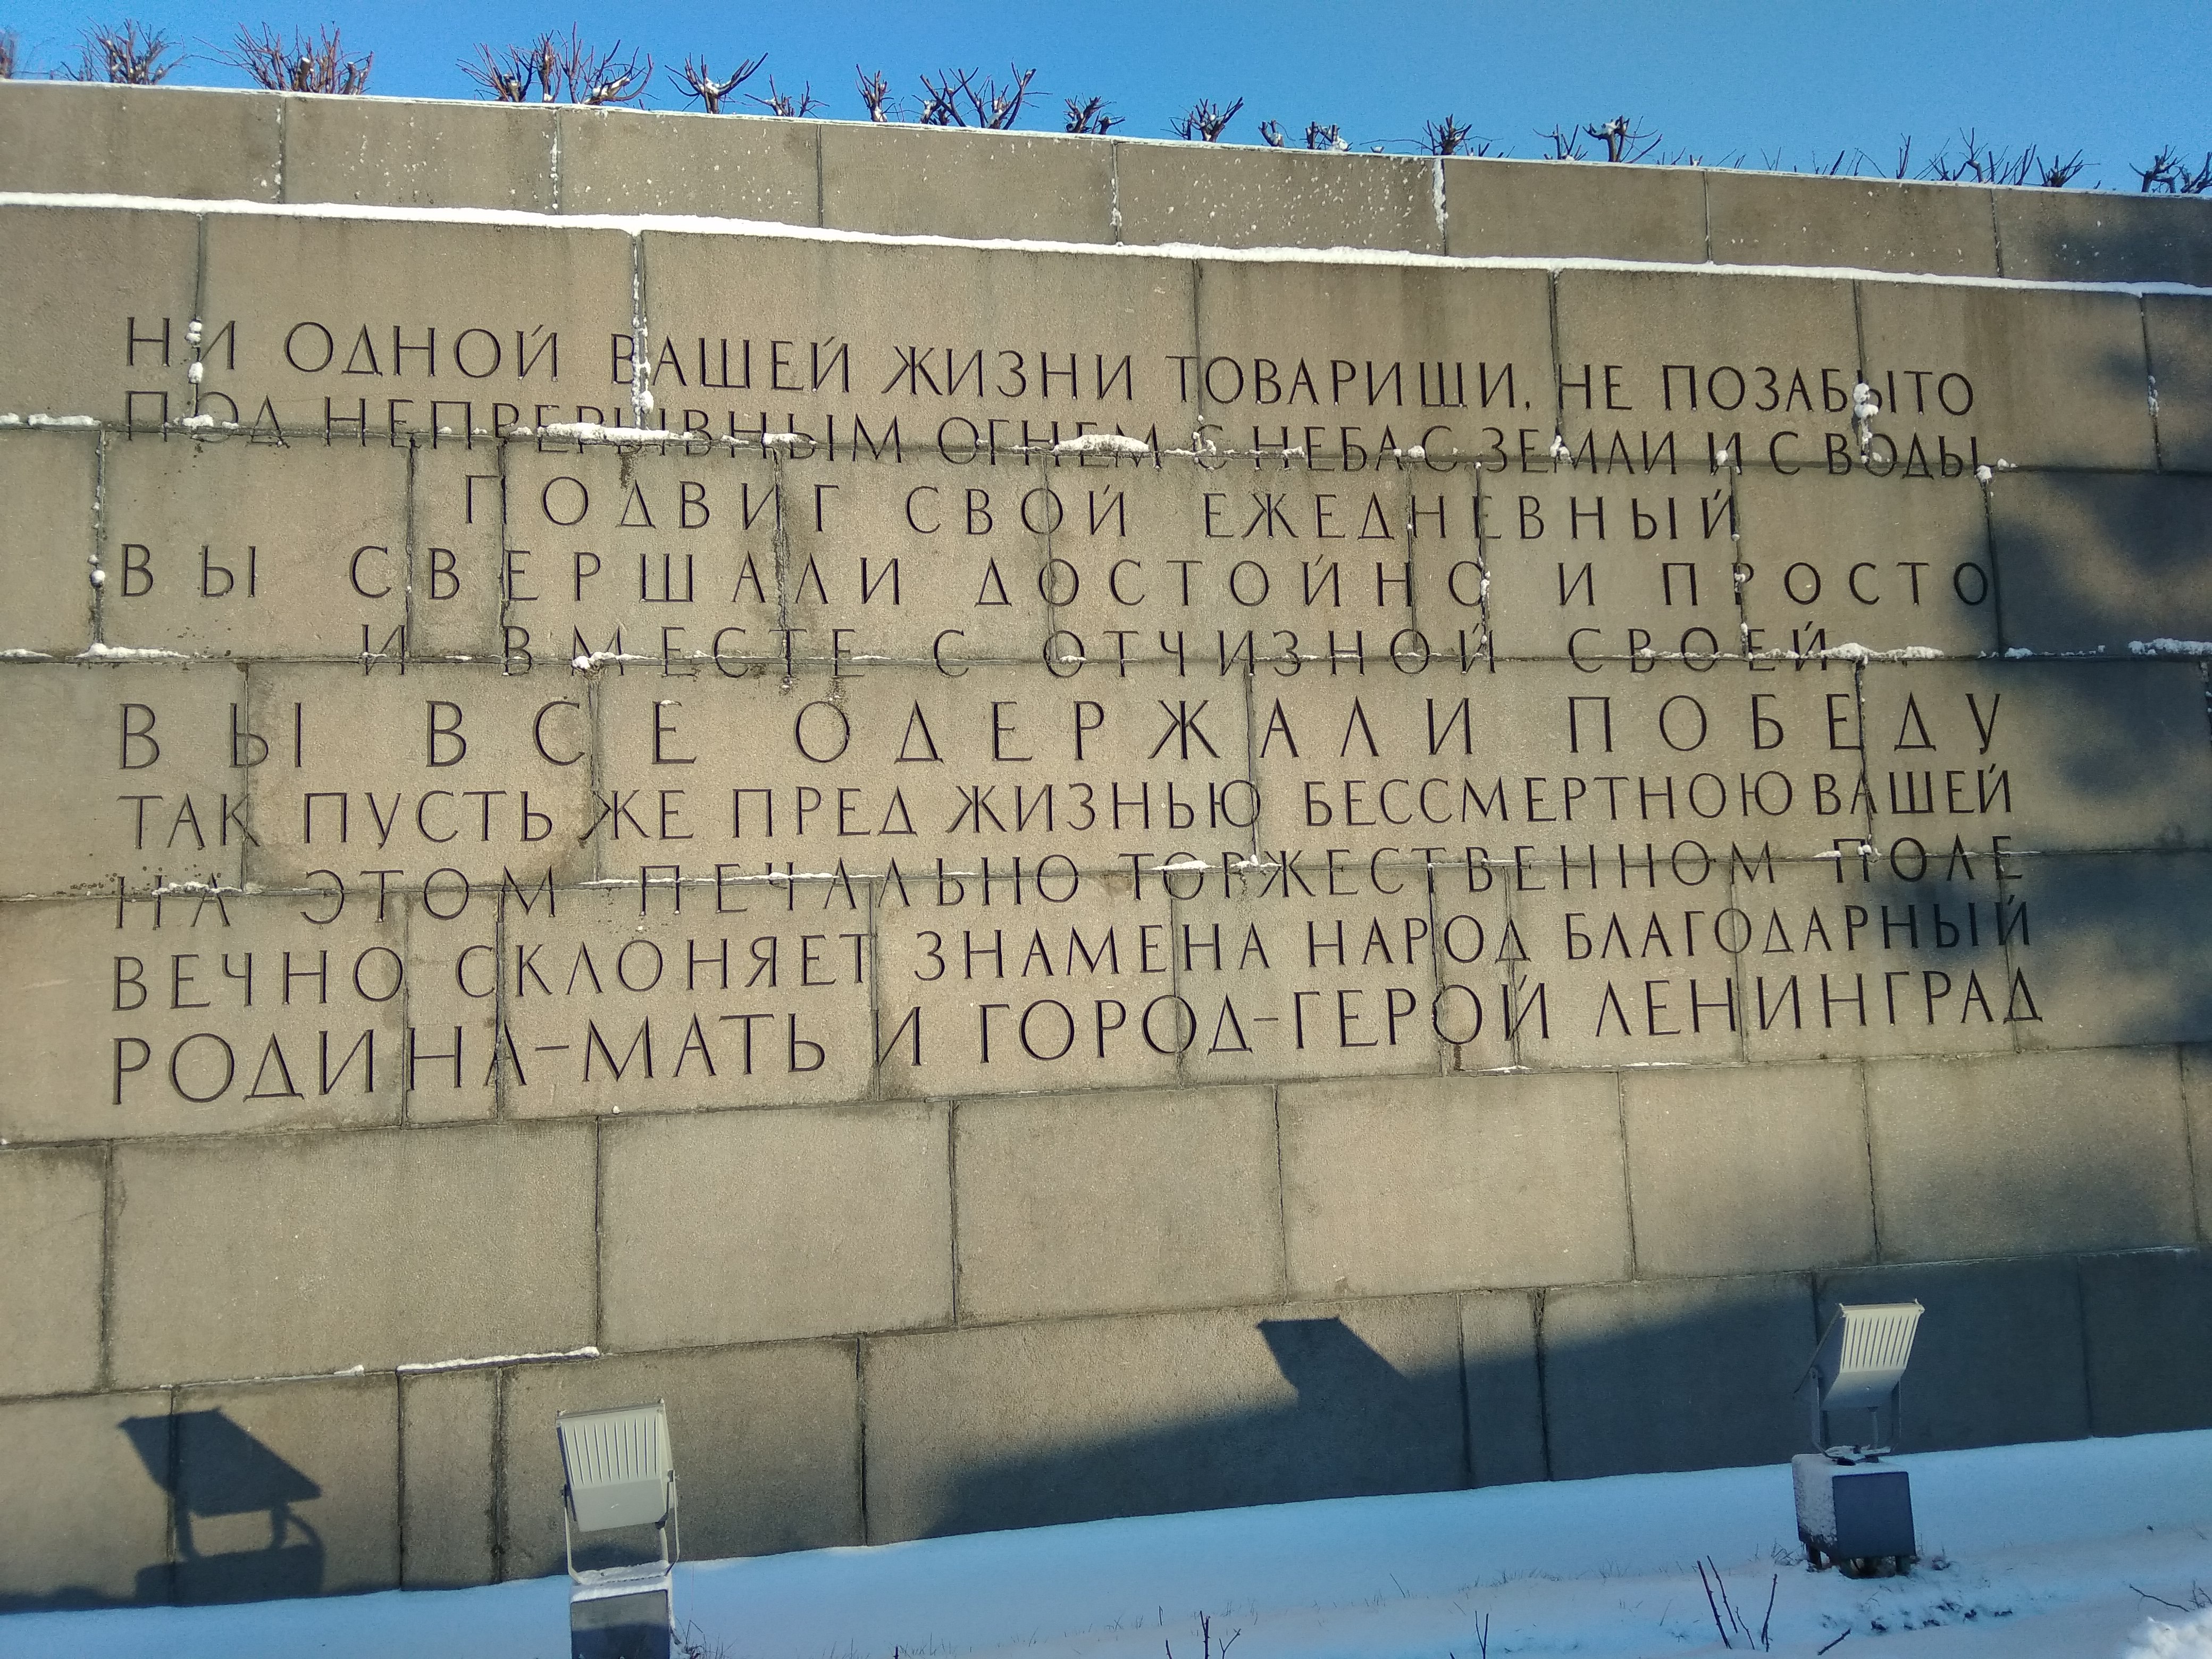 НИ ОДНОЙ ВАШЕЙ ЖИЗНИ ТОВАРИЩИ, НЕ ПОЗАБЫТО
ПОД НЕПРЕРЫВНЫМ ОГНЕМ С НЕБА С ЗЕМЛИ И С ВОДЫ
ПОДВИГ СВОЙ ЕЖЕДНЕВНЫЙ
ВЫ СВЕРШАЛИ ДОСТОЙНО И ПРОСТО
И ВМЕСТЕ С ОТЧИЗНОЙ СВОЕЙ
ВЫ ВСЕ ОДЕРЖАЛИ ПОБЕДУ
ТАК ПУСТЬ ЖЕ ПРЕД ЖИЗНЬЮ БЕССМЕРТНОЮ ВАШЕЙ
НА ЭТОМ ПЕЧАЛЬНО ТОРЖЕСТВЕННОМ ПОЛЕ
ВЕЧНО СКЛОНЯЕТ ЗНАМЕНА НАРОД БЛАГОДАРНЫЙ
РОДИНА-МАТЬ И ГОРОД-ГЕРОЙ ЛЕНИНГРАД